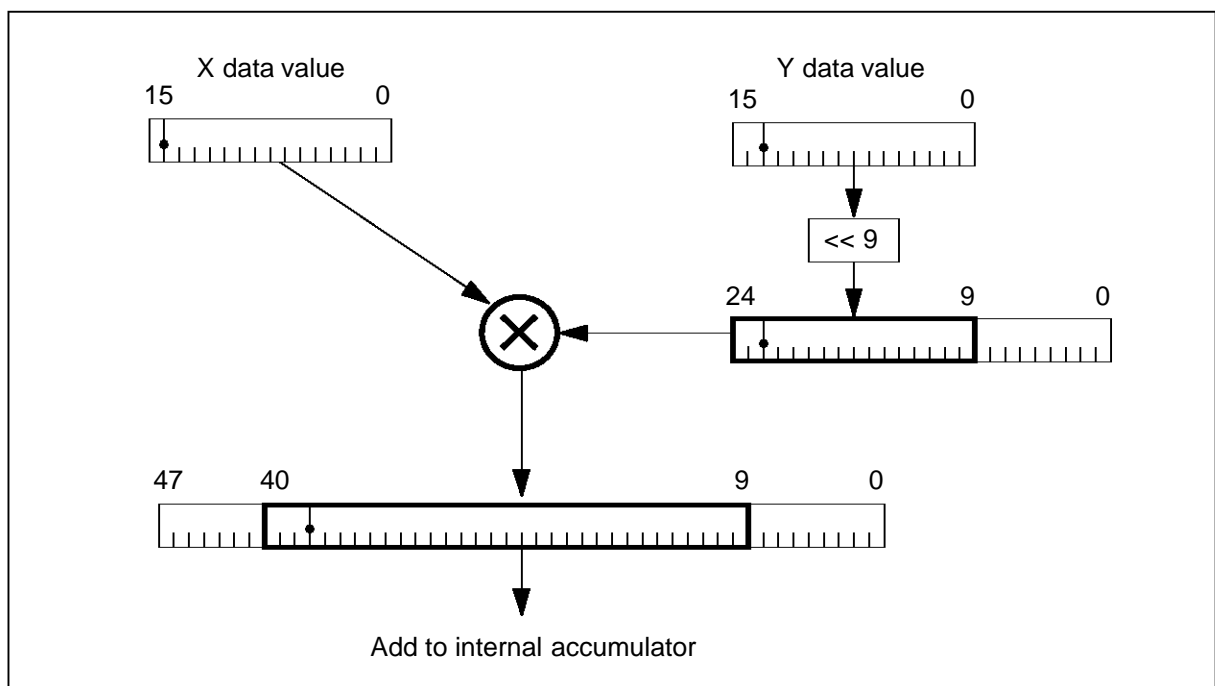 X data value
Y data value
15 0
15 0
<< 9
24 9 0
47 40 9 0
Add to internal accumulator